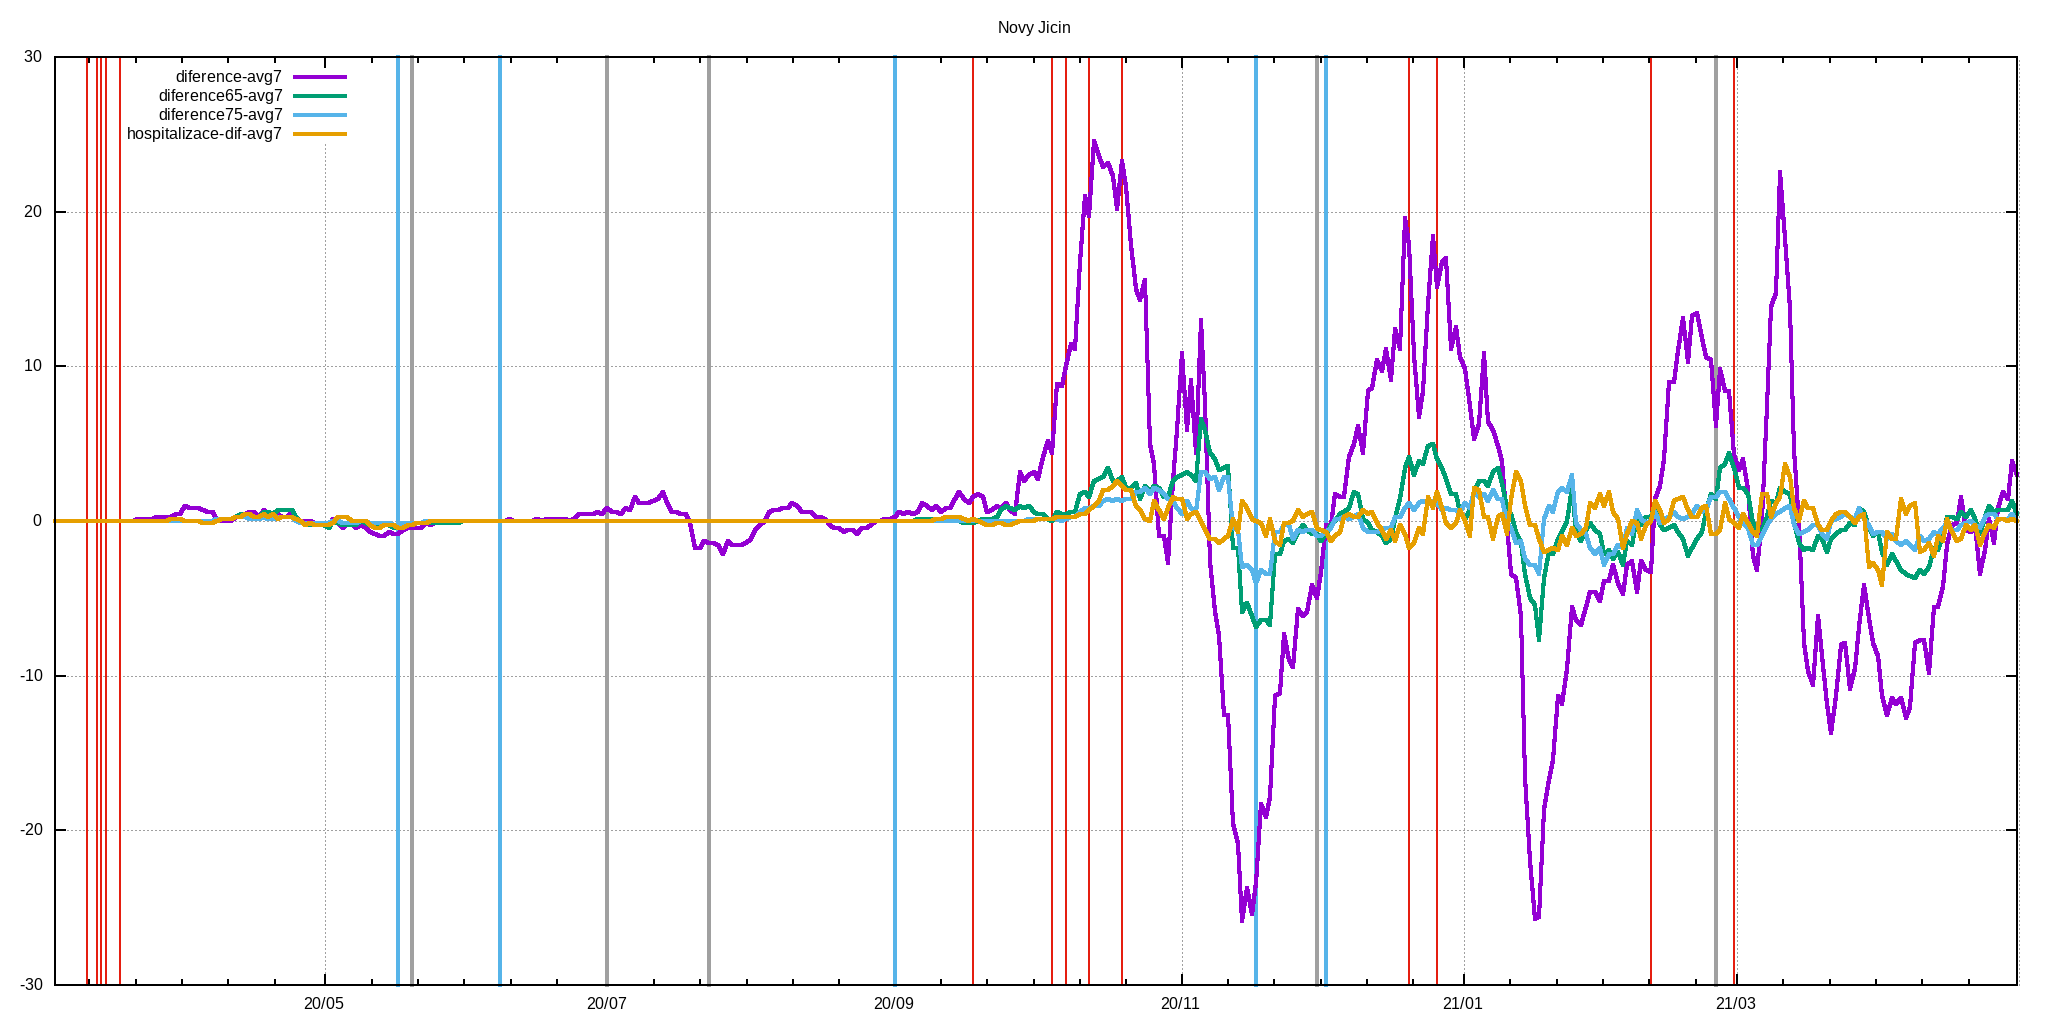 Novy Jicin
30
diference-avg7
diference65-avg7
diference75-avg7
hospitalizace-dif-avg7
20
10
0
-10
-20
-30
20/05
20/07
20/09
20/11
21/01
21/03